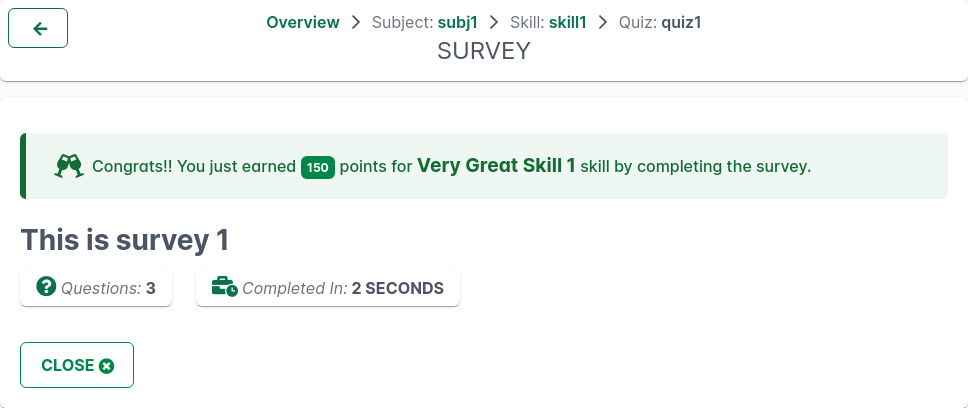 Overview > Subject: subj1 > Skill: skill1 > Quiz: quiz1
SURVEY
Congrats!! You just earned 150 points for Very Great Skill 1 skill by completing the survey.
This is survey 1
Questions: 3 Completed In: 2 SECONDS
CLOSE